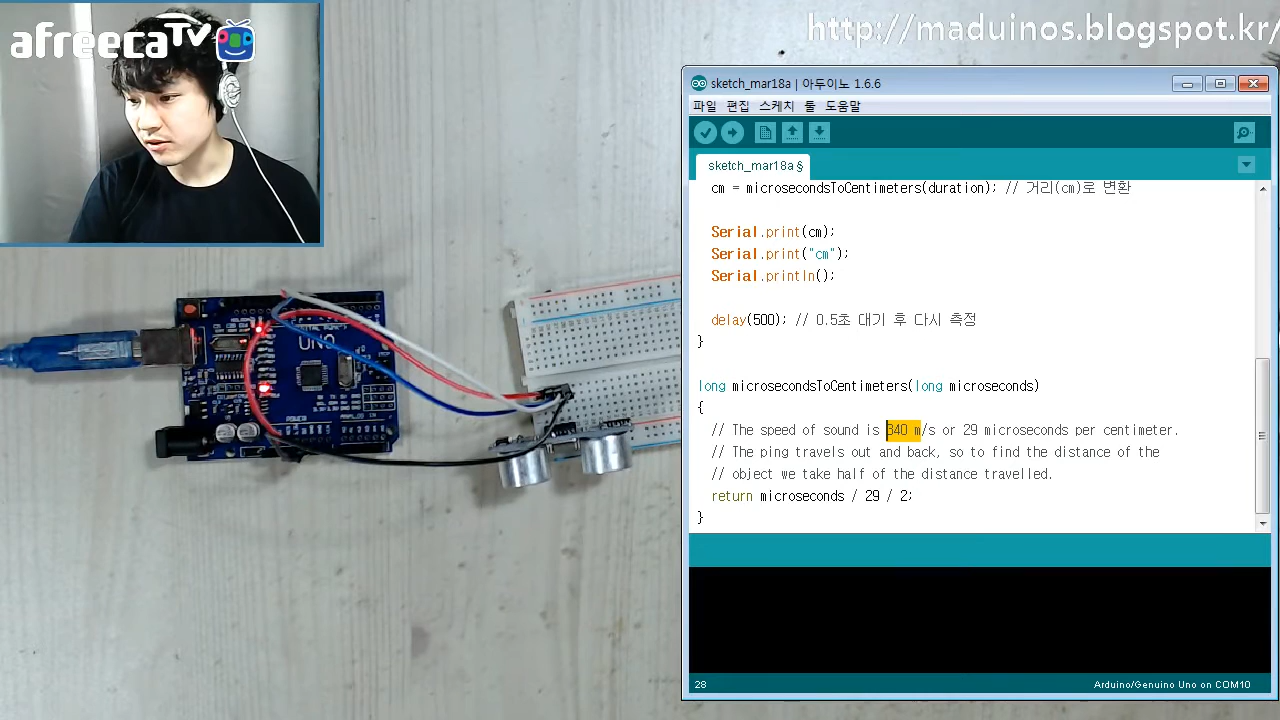 afreecaTV
http://maduinos.blogspot.kr/
sketch_mar18a | 아두이노 1.6.6
파일 편집 스케치 툴 도움말
sketch_mar18a §
cm = microsecondsToCentimeters(duration); // 거리(cm)로 변환
Serial.print(cm);
Serial.print("cm");
Serial.println();
delay(500); // 0.5초 대기 후 다시 측정
}
long microsecondsToCentimeters(long microseconds)
{
// The speed of sound is 340 m/s or 29 microseconds per centimeter.
// The ping travels out and back, so to find the distance of the
// object we take half of the distance travelled.
return microseconds / 29 / 2;
}
28
Arduino/Genuino Uno on COM10
UNO
POWER